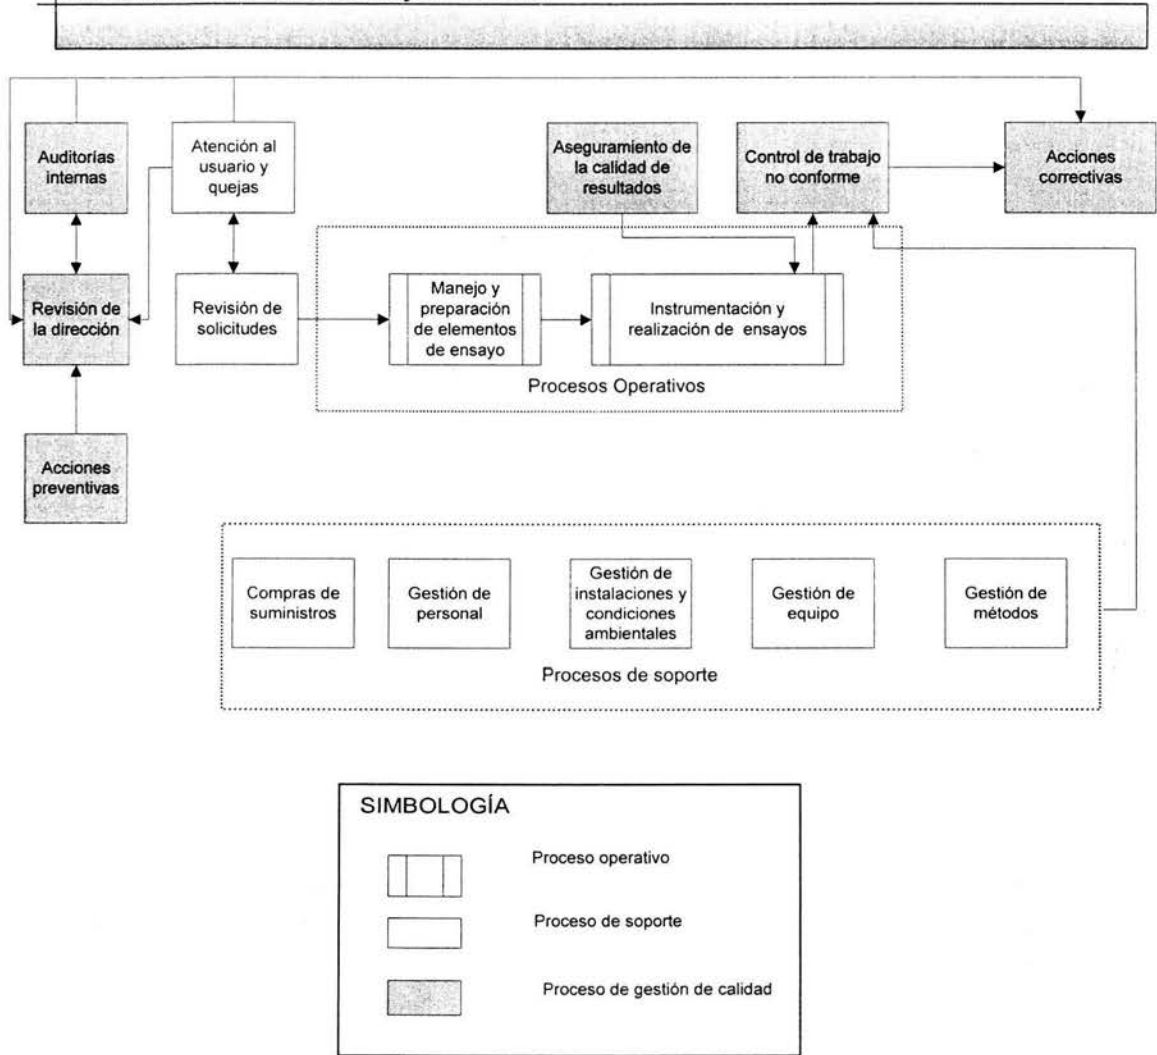 Auditorías
internas
Atención al
usuario y
quejas
Aseguramiento de
la calidad de
resultados
Control de trabajo
no conforme
Acciones
correctivas
Revisión de
la dirección
Revisión de
solicitudes
Manejo y
preparación
de elementos
de ensayo
Instrumentación y
realización de ensayos
Procesos Operativos
Acciones
preventivas
Compras de
suministros
Gestión de
personal
Gestión de
instalaciones y
condiciones
ambientales
Gestión de
equipo
Gestión de
métodos
Procesos de soporte
SIMBOLOGÍA
Proceso operativo
Proceso de soporte
Proceso de gestión de calidad